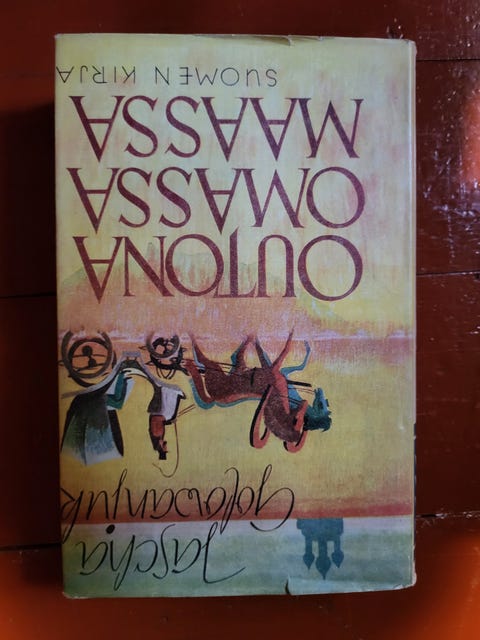 Jascha
Golowanjuk
OUTONA
OMASSA
MAASSA
SUOMEN KIRJA